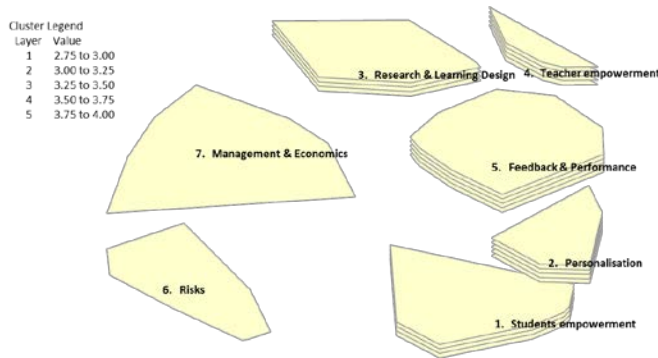 Cluster Legend
Layer Value
1 2.75 to 3.00
2 3.00 to 3.25
3 3.25 to 3.50
4 3.50 to 3.75
5 3.75 to 4.00
3. Research & Learning Design
4. Teacher empowerment
7. Management & Economics
5. Feedback & Performance
2. Personalisation
6. Risks
1. Students empowerment